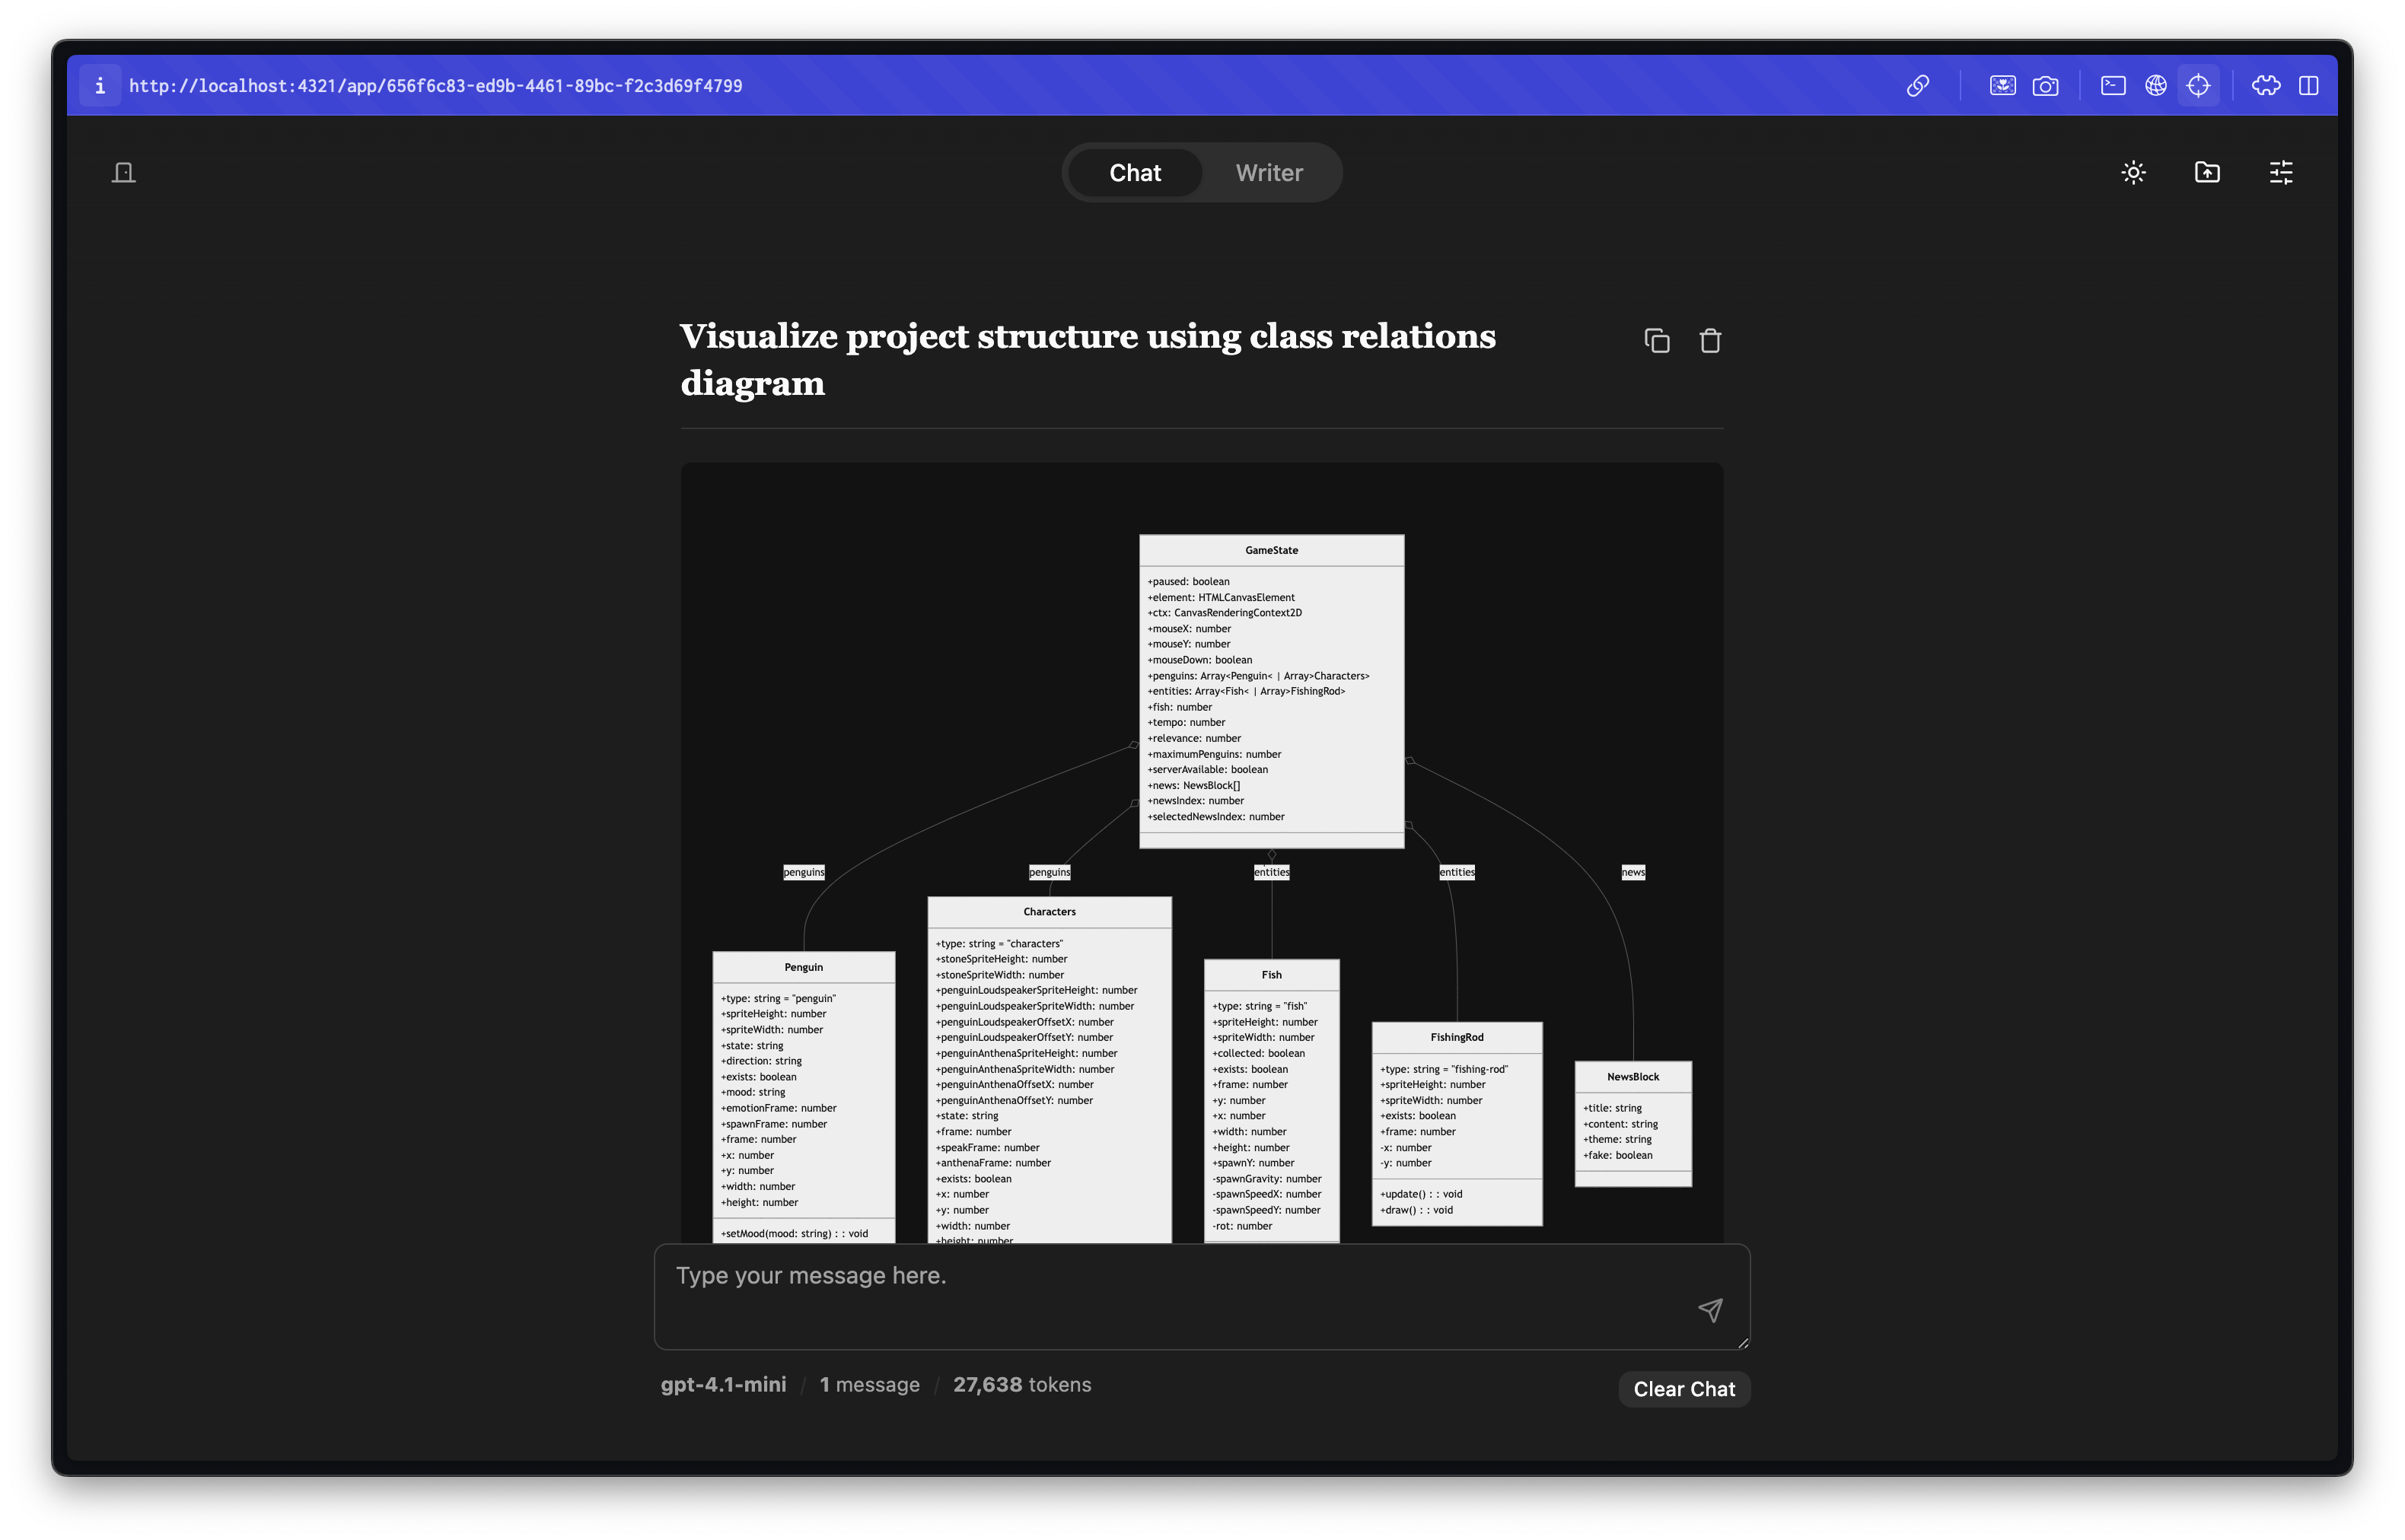 i http://localhost:4321/app/656f6c83-ed9b-4461-89bc-f2c3d69f4799
Chat Writer
Visualize project structure using class relations
diagram
GameState
+paused: boolean
+element: HTMLCanvasElement
+ctx: CanvasRenderingContext2D
+mouseX: number
+mouseY: number
+mouseDown: boolean
+penguins: Array<Penguin< | Array>Characters>
+entities: Array<Fish< | Array>FishingRod>
+fish: number
+tempo: number
+relevance: number
+maximumPenguins: number
+serverAvailable: boolean
+news: NewsBlock[]
+newsIndex: number
+selectedNewsIndex: number
penguins
penguins
entities
entities
news
Penguin
+type: string = "penguin"
+spriteHeight: number
+spriteWidth: number
+state: string
+direction: string
+exists: boolean
+mood: string
+emotionFrame: number
+spawnFrame: number
+frame: number
+x: number
+y: number
+width: number
+height: number
+setMood(mood: string) : : void
Characters
+type: string = "characters"
+stoneSpriteHeight: number
+stoneSpriteWidth: number
+penguinLoudspeakerSpriteHeight: number
+penguinLoudspeakerSpriteWidth: number
+penguinLoudspeakerOffsetX: number
+penguinLoudspeakerOffsetY: number
+penguinAnthenaSpriteHeight: number
+penguinAnthenaSpriteWidth: number
+penguinAnthenaOffsetX: number
+penguinAnthenaOffsetY: number
+state: string
+frame: number
+speakFrame: number
+anthenaFrame: number
+exists: boolean
+x: number
+y: number
+width: number
+height: number
Fish
+type: string = "fish"
+spriteHeight: number
+spriteWidth: number
+collected: boolean
+exists: boolean
+frame: number
+y: number
+x: number
+width: number
+height: number
+spawnY: number
-spawnGravity: number
-spawnSpeedX: number
-spawnSpeedY: number
-rot: number
FishingRod
+type: string = "fishing-rod"
+spriteHeight: number
+spriteWidth: number
+exists: boolean
+frame: number
-x: number
-y: number
+update() : : void
+draw() : : void
NewsBlock
+title: string
+content: string
+theme: string
+fake: boolean
Type your message here.
gpt-4.1-mini / 1 message / 27,638 tokens
Clear Chat